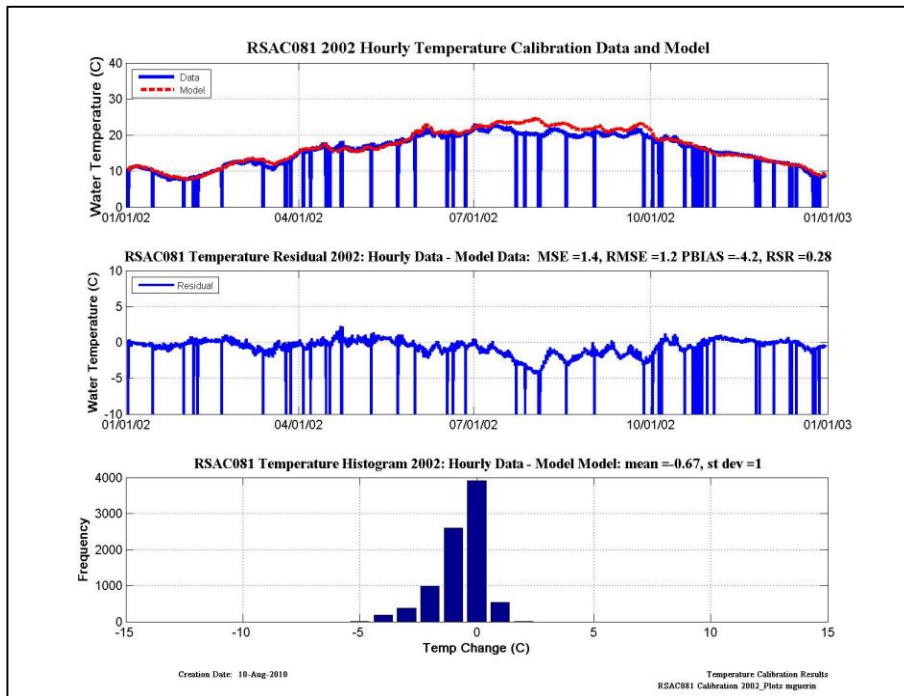 RSAC081 2002 Hourly Temperature Calibration Data and Model
Water Temperature (C)
40
30
20
10
0
Data
Model
01/01/02 04/01/02 07/01/02 10/01/02 01/01/03
RSAC081 Temperature Residual 2002: Hourly Data - Model Data: MSE =1.4, RMSE =1.2 PBIAS =-4.2, RSR =0.28
Water Temperature (C)
10
5
0
-5
-10
Residual
01/01/02 04/01/02 07/01/02 10/01/02 01/01/03
RSAC081 Temperature Histogram 2002: Hourly Data - Model Model: mean =-0.67, st dev =1
Frequency
4000
3000
2000
1000
0
-15 -10 -5 0 5 10 15
Temp Change (C)
Creation Date: 10-Aug-2010
Temperature Calibration Results
RSAC081 Calibration 2002_Plots mguerin